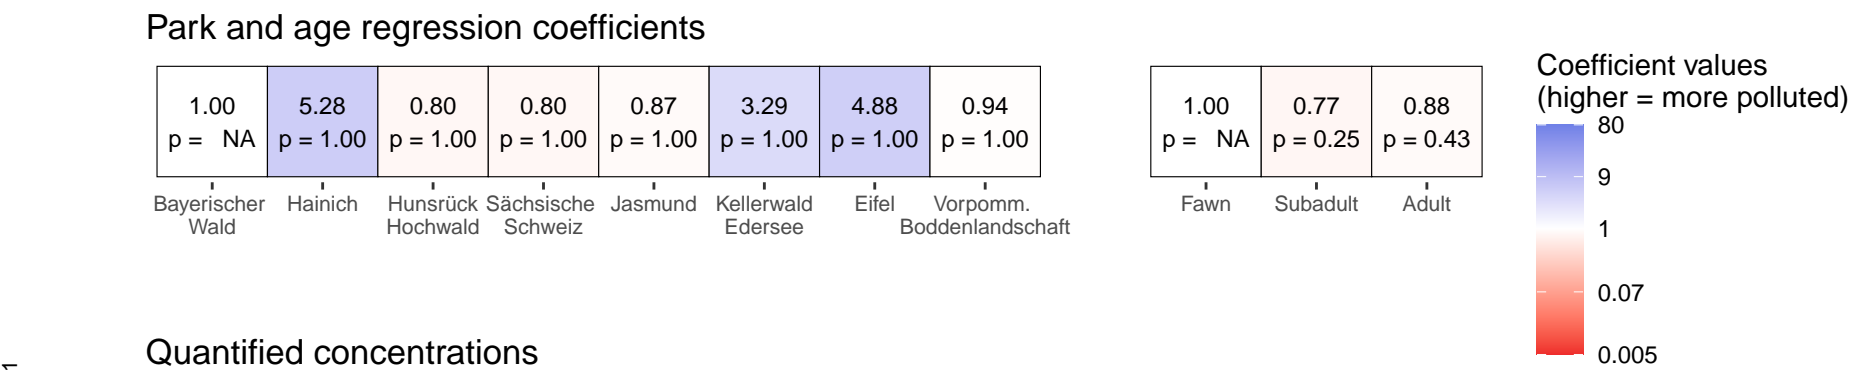 Park and age regression coefficients
1.00 5.28 0.80 0.80 0.87 3.29 4.88 0.94
p = NA p = 1.00 p = 1.00 p = 1.00 p = 1.00 p = 1.00 p = 1.00 p = 1.00
Bayerischer Hainich Hunsrück Sächsische Jasmund Kellerwald Eifel Vorpomm.
Wald Hochwald Schweiz Edersee Boddenlandschaft
1.00 0.77 0.88
p = NA p = 0.25 p = 0.43
Fawn Subadult Adult
Coefficient values
(higher = more polluted)
80
9
1
0.07
0.005
Quantified concentrations
1